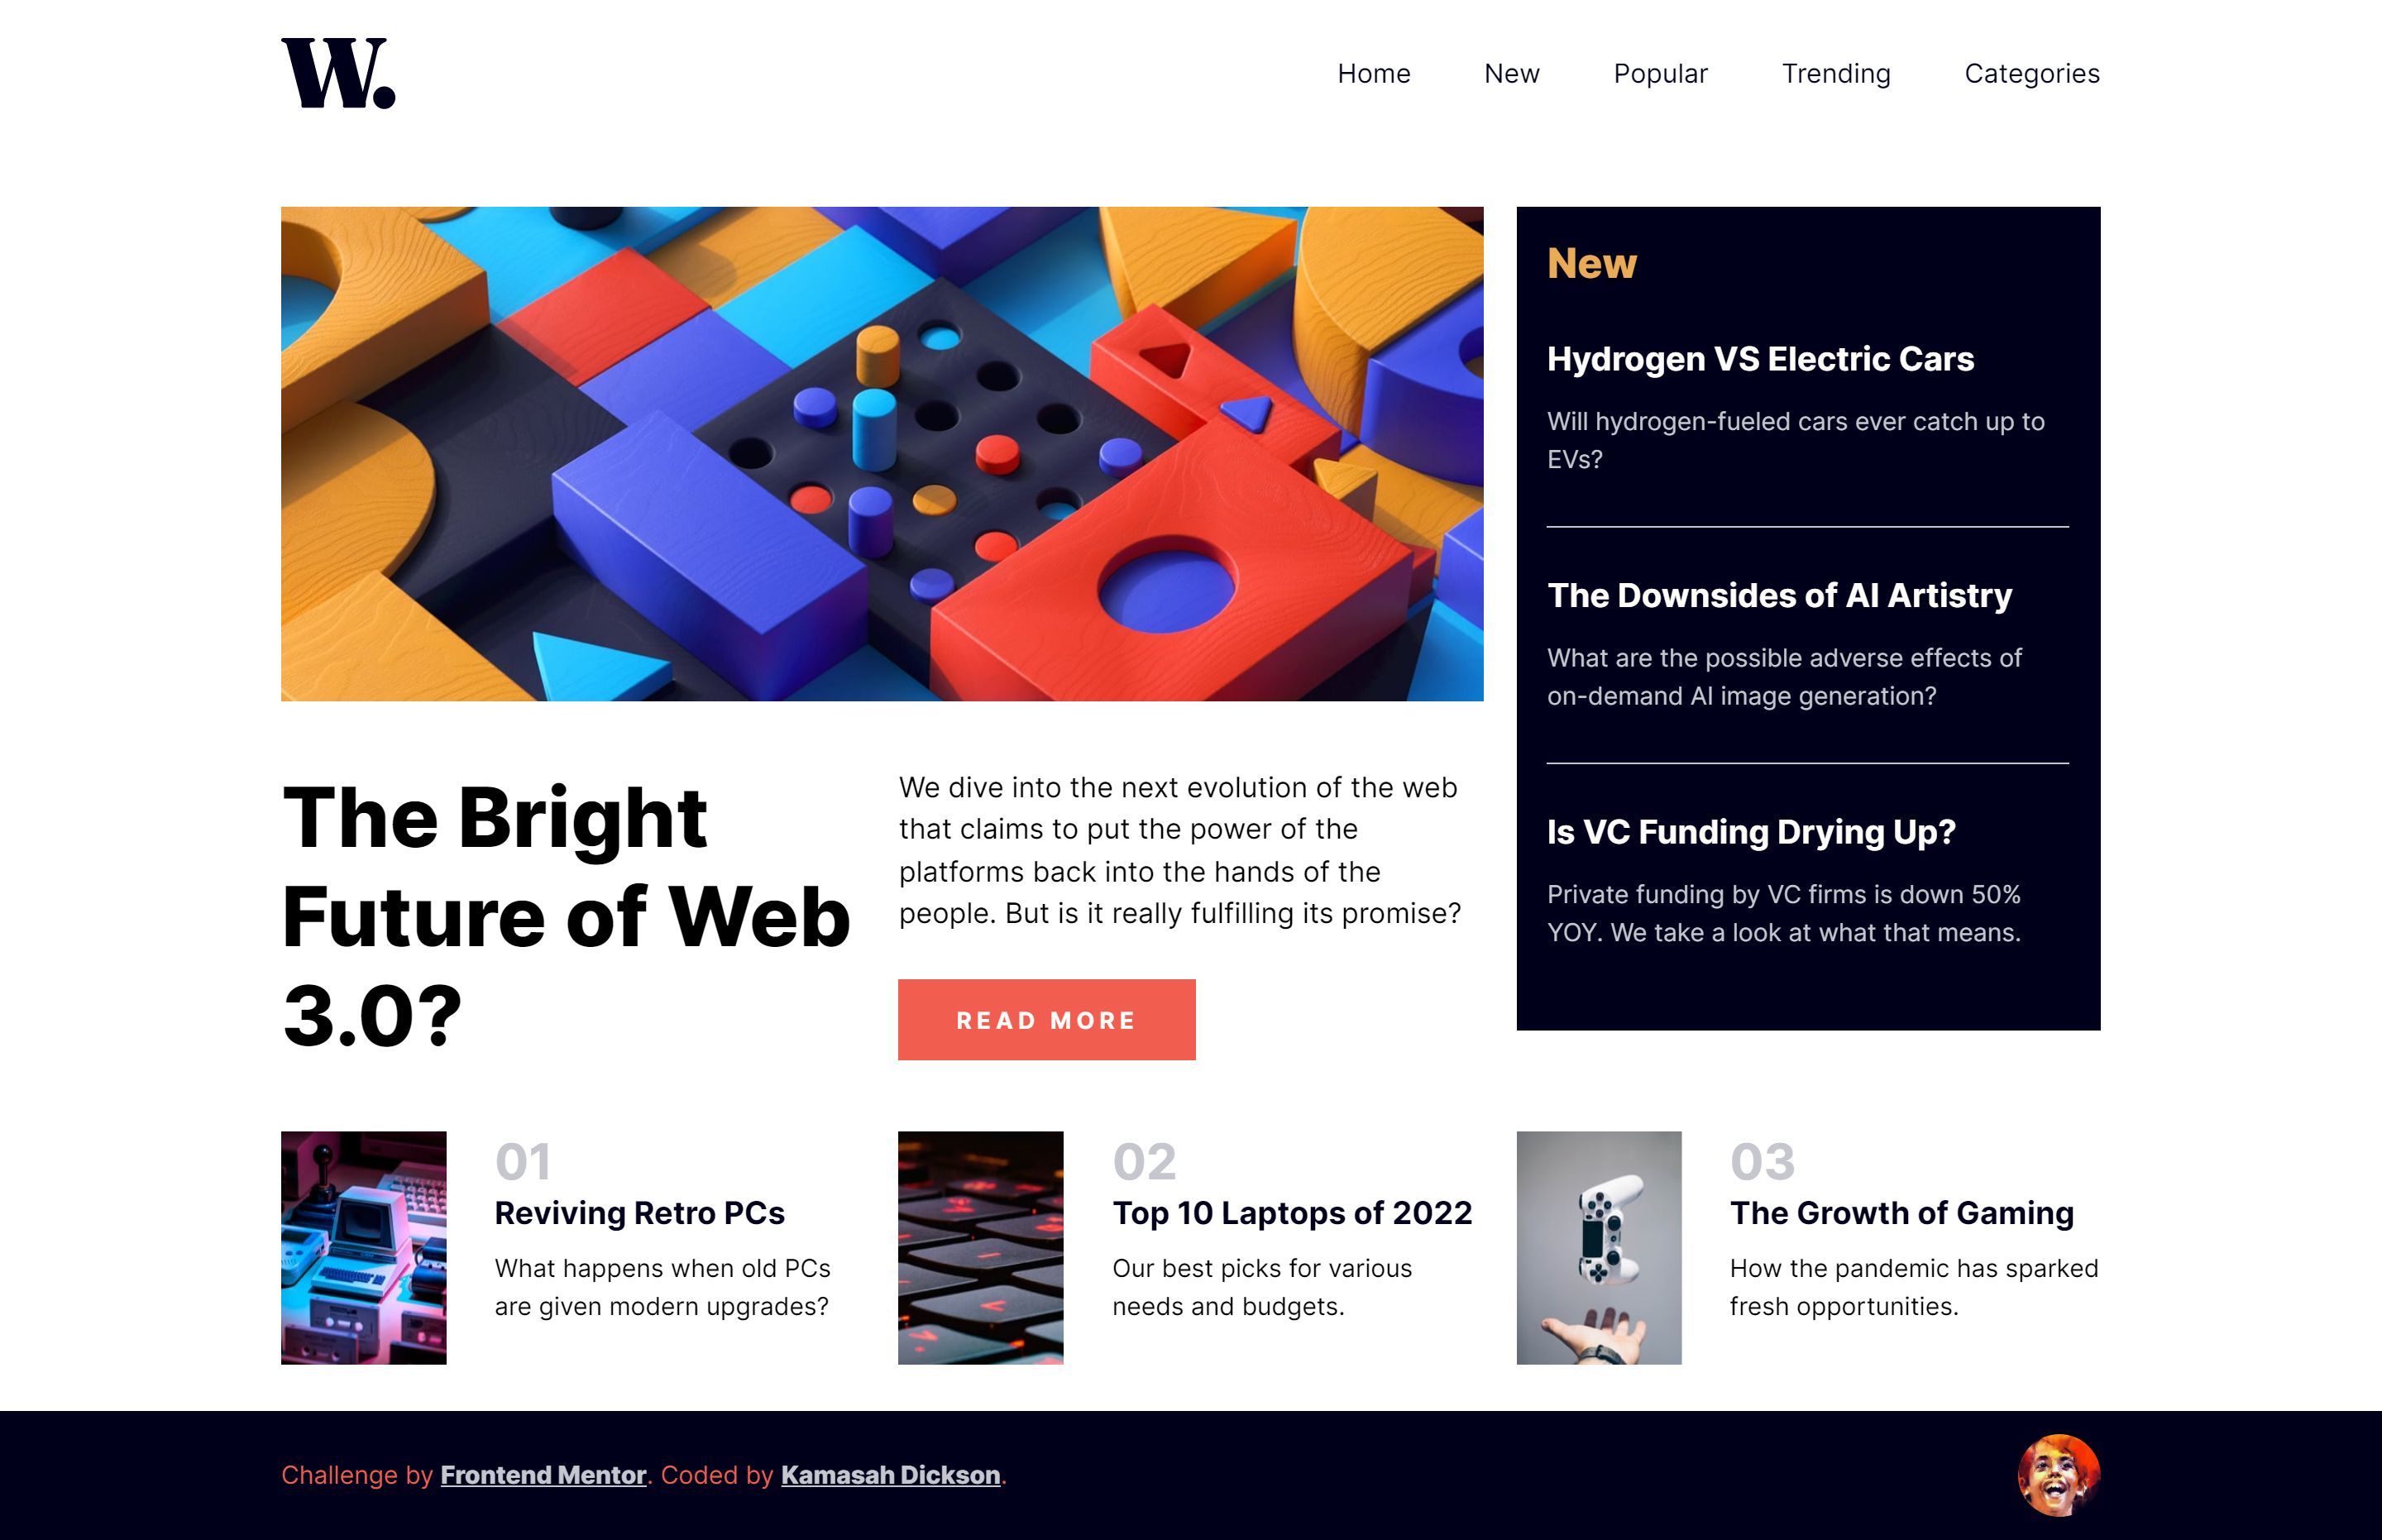 W.
Home New Popular Trending Categories
New
Hydrogen VS Electric Cars
Will hydrogen-fueled cars ever catch up to
EVs?
The Downsides of AI Artistry
What are the possible adverse effects of
on-demand AI image generation?
Is VC Funding Drying Up?
Private funding by VC firms is down 50%
YOY. We take a look at what that means.
The Bright
Future of Web
3.0?
We dive into the next evolution of the web
that claims to put the power of the
platforms back into the hands of the
people. But is it really fulfilling its promise?
READ MORE
01
Reviving Retro PCs
What happens when old PCs
are given modern upgrades?
02
Top 10 Laptops of 2022
Our best picks for various
needs and budgets.
03
The Growth of Gaming
How the pandemic has sparked
fresh opportunities.
Challenge by Frontend Mentor. Coded by Kamasah Dickson.